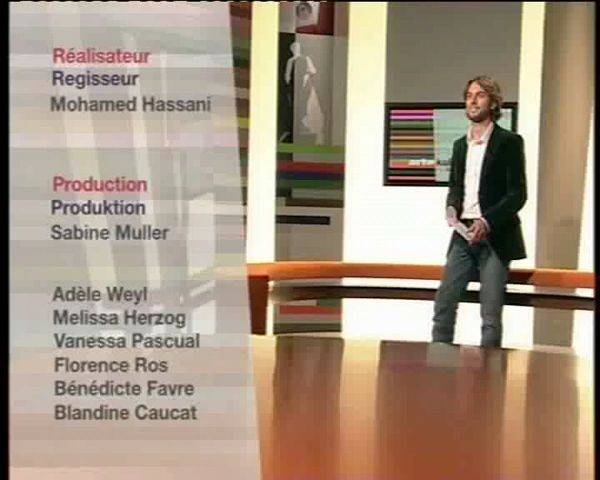 Réalisateur
Regisseur
Mohamed Hassani
Production
Produktion
Sabine Muller
Adèle Weyl
Melissa Herzog
Vanessa Pascual
Florence Ros
Bénédicte Favre
Blandine Caucat
arte